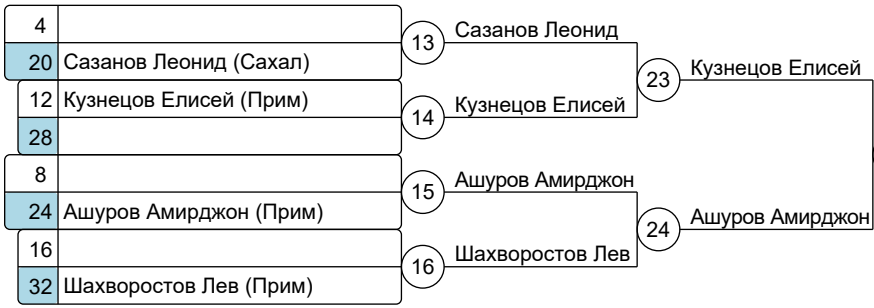 4
20 Сазанов Леонид (Сахал)
12 Кузнецов Елисей (Прим)
28
8
24 Ашуров Амирджон (Прим)
16
32 Шахворостов Лев (Прим)
13 Сазанов Леонид
14 Кузнецов Елисей
15 Ашуров Амирджон
16 Шахворостов Лев
23 Кузнецов Елисей
24 Ашуров Амирджон